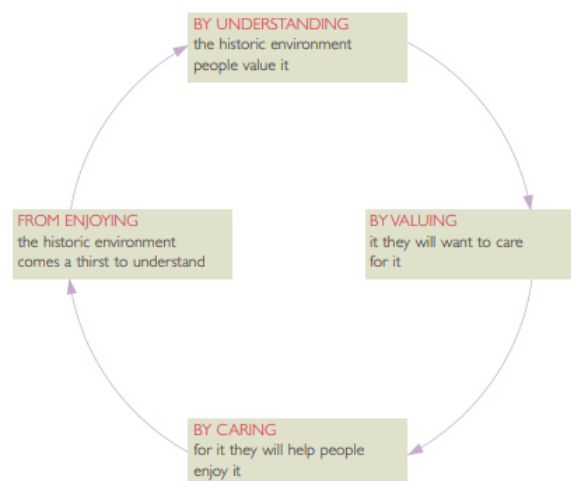 BY UNDERSTANDING
the historic environment
people value it
BY VALUING
it they will want to care
for it
BY CARING
for it they will help people
enjoy it
FROM ENJOYING
the historic environment
comes a thirst to understand